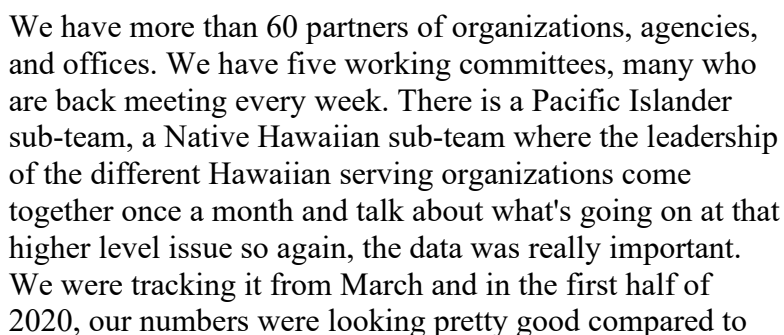 We have more than 60 partners of organizations, agencies,
and offices. We have five working committees, many who
are back meeting every week. There is a Pacific Islander
sub-team, a Native Hawaiian sub-team where the leadership
of the different Hawaiian serving organizations come
together once a month and talk about what's going on at that
higher level issue so again, the data was really important.
We were tracking it from March and in the first half of
2020, our numbers were looking pretty good compared to